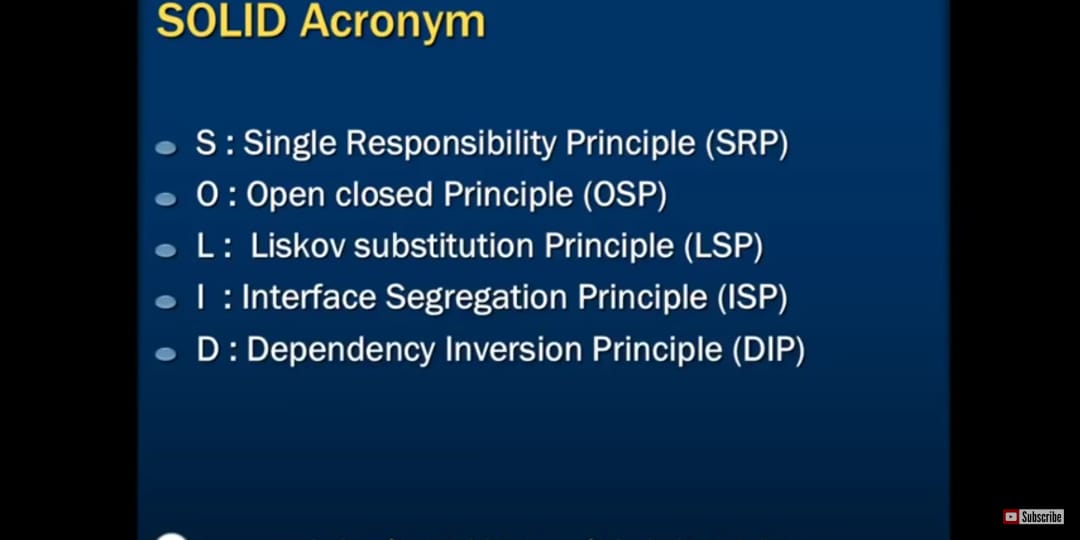 SOLID Acronym
S : Single Responsibility Principle (SRP)
O : Open closed Principle (OSP)
L : Liskov substitution Principle (LSP)
I : Interface Segregation Principle (ISP)
D : Dependency Inversion Principle (DIP)
Subscribe